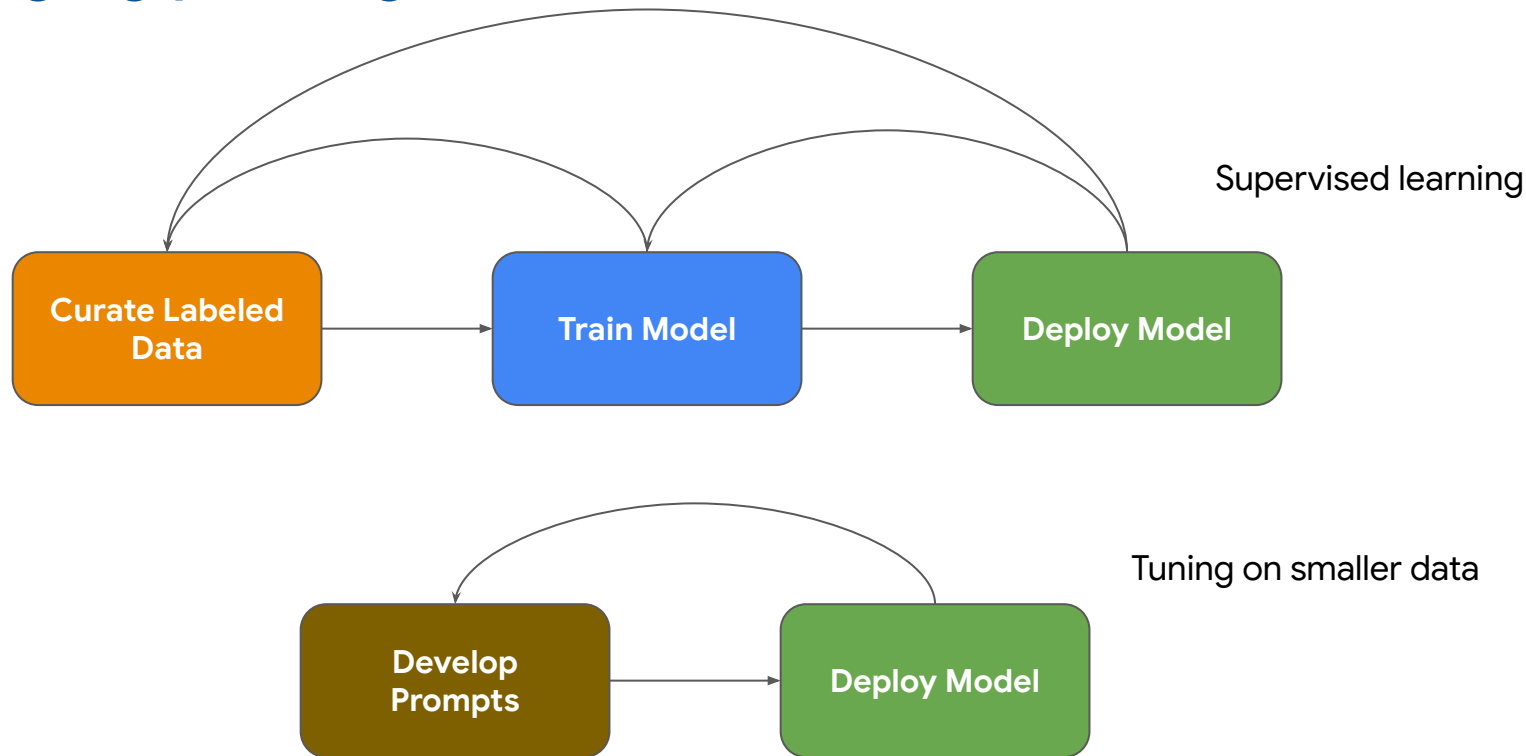 Supervised learning
Curate Labeled
Data
Train Model
Deploy Model
Tuning on smaller data
Develop
Prompts
Deploy Model